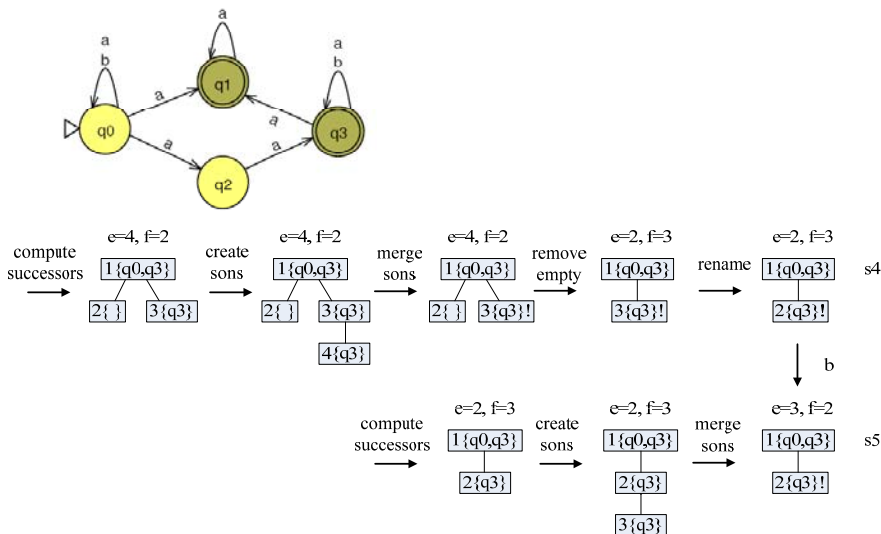 a
b
q0
a
a
a
q1
a
q2
a
a
b
q3
compute successors
e=4, f=2
1{q0,q3}
2{ }
3{q3}
create sons
e=4, f=2
1{q0,q3}
2{ }
3{q3}
4{q3}
merge sons
e=4, f=2
1{q0,q3}
2{ }
3{q3}!
remove empty
e=2, f=3
1{q0,q3}
3{q3}!
rename
e=2, f=3
1{q0,q3}
2{q3}!
s4
b
compute successors
e=2, f=3
1{q0,q3}
2{q3}
create sons
e=2, f=3
1{q0,q3}
2{q3}
3{q3}
merge sons
e=3, f=2
1{q0,q3}
2{q3}!
s5